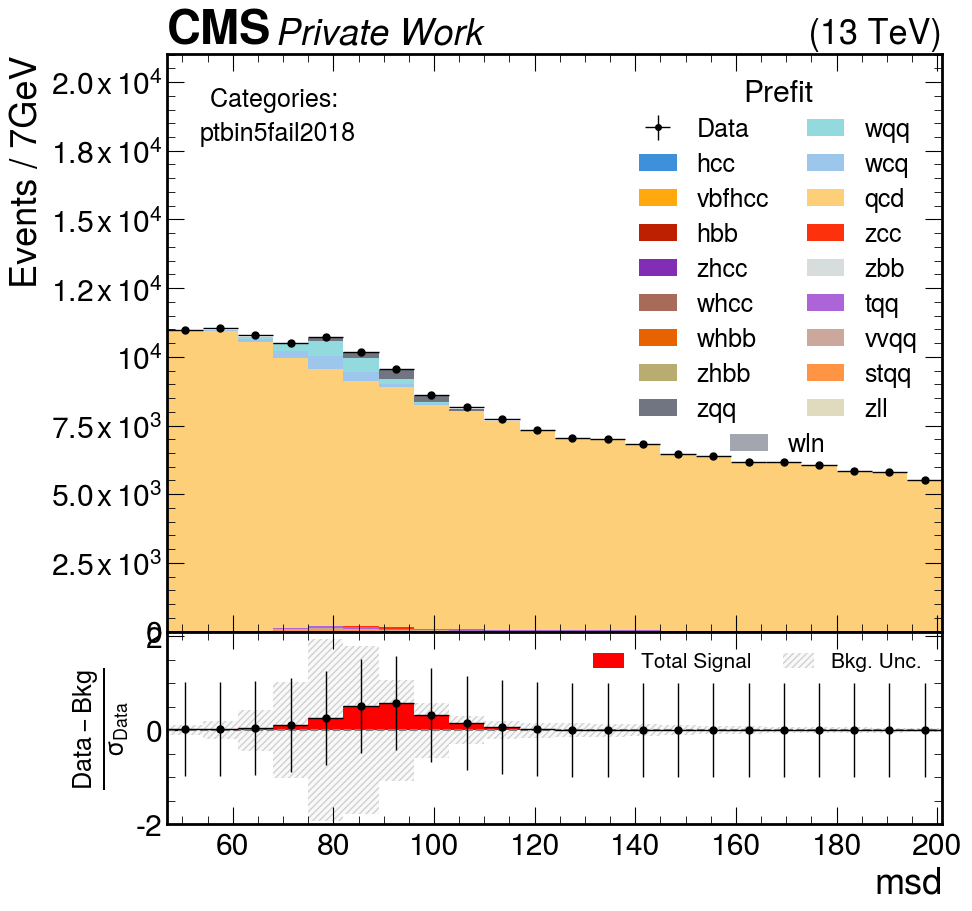 CMS Private Work (13 TeV)
Events / 7GeV
2.0 x 10⁴
1.8 x 10⁴
1.5 x 10⁴
1.2 x 10⁴
10⁴
7.5 x 10³
5.0 x 10³
2.5 x 10³
0
Categories:
ptbin5fail2018
Prefit
Data
hcc
vbfhcc
hbb
zhcc
whcc
whbb
zhbb
zqq
wqq
wcq
qcd
zcc
zbb
tqq
vvqq
stqq
zll
wln
Data – Bkg
σData
2
0
-2
Total Signal
Bkg. Unc.
60 80 100 120 140 160 180 200
msd